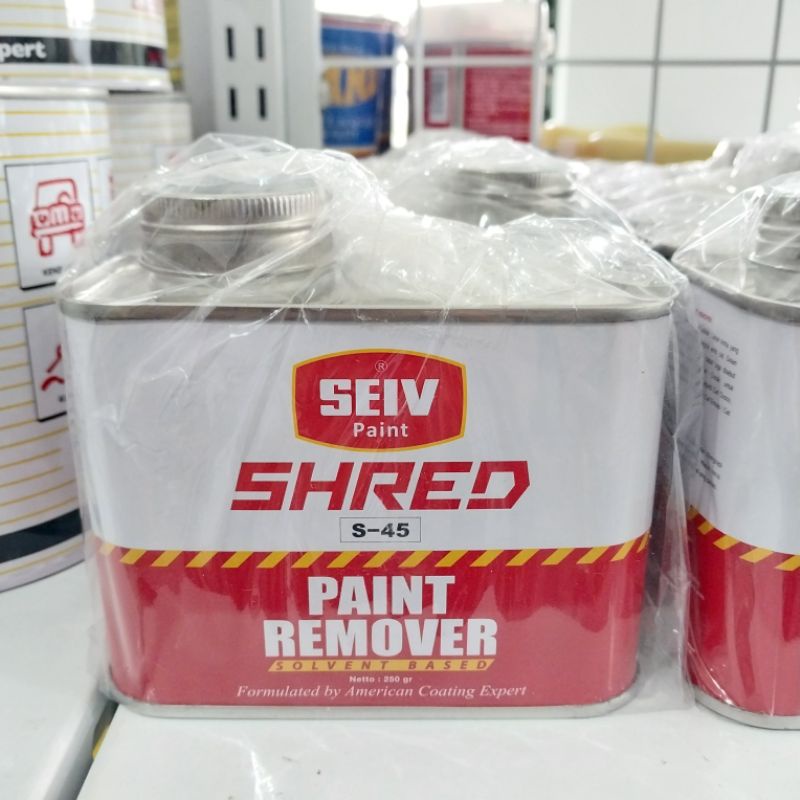 pert
®
SEIV
Paint
SHRED
S-45
PAINT
REMOVER
SOLVENT BASED
Netto : 250 gr
Formulated by American Coating Expert